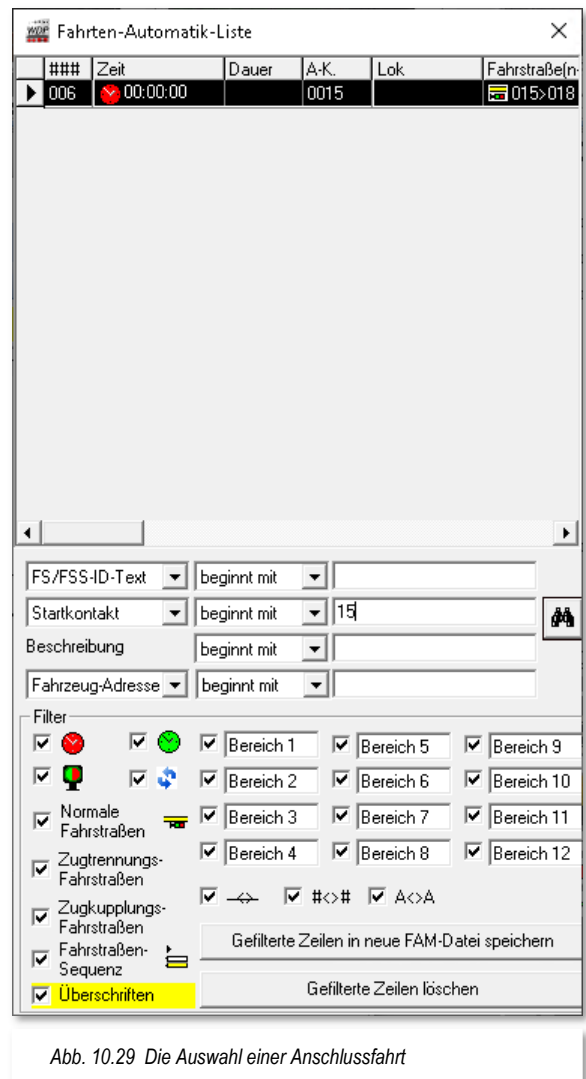 WDP Fahrten-Automatik-Liste
### Zeit Dauer A-K. Lok Fahrstraße(n-
006 00:00:00 0015 015>018
FS/FSS-ID-Text beginnt mit
Startkontakt beginnt mit 15
Beschreibung beginnt mit
Fahrzeug-Adresse beginnt mit
Filter
Bereich 1 Bereich 5 Bereich 9
Bereich 2 Bereich 6 Bereich 10
Normale
Fahrstraßen
Bereich 3 Bereich 7 Bereich 11
Bereich 4 Bereich 8 Bereich 12
Zugtrennungs-
Fahrstraßen
#<># A<>A
Zugkupplungs-
Fahrstraßen
Gefilterte Zeilen in neue FAM-Datei speichern
Fahrstraßen-
Sequenz
Überschriften
Gefilterte Zeilen löschen
Abb. 10.29 Die Auswahl einer Anschlussfahrt